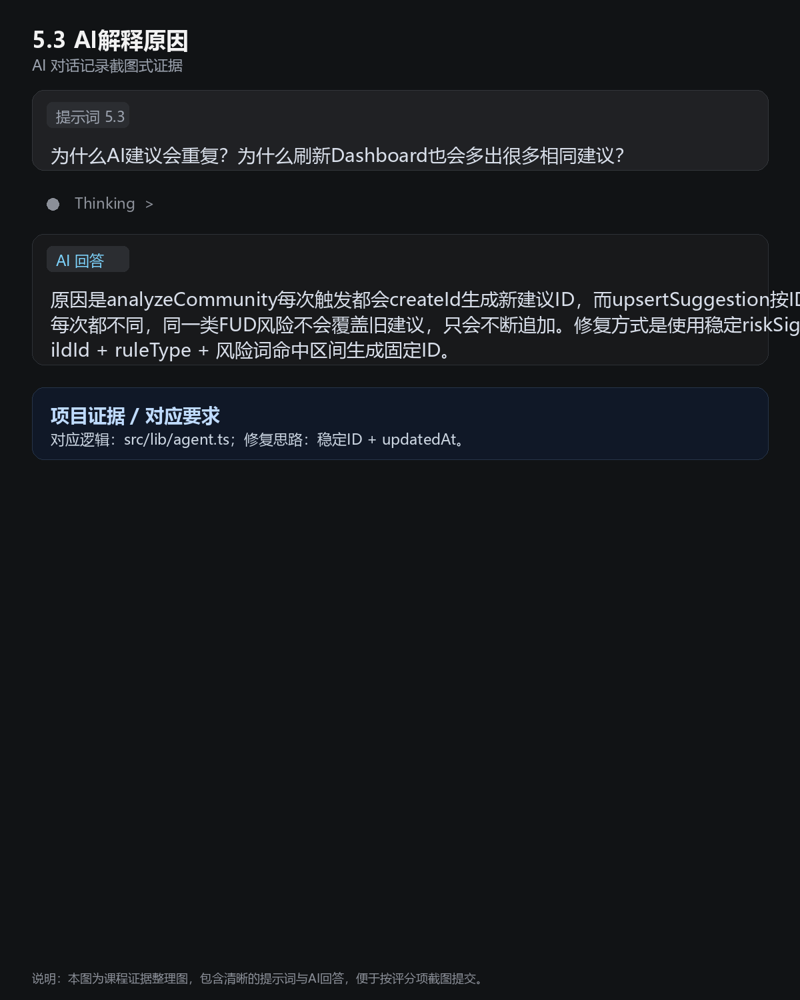 5.3 AI解释原因
AI 对话记录截图式证据
提示词 5.3
为什么AI建议会重复？为什么刷新Dashboard也会多出很多相同建议？
Thinking >
AI 回答
原因是analyzeCommunity每次触发都会createId生成新建议ID，而upsertSuggestion按ID
每次都不同，同一类FUD风险不会覆盖旧建议，只会不断追加。修复方式是使用稳定riskSig
ildId + ruleType + 风险词命中区间生成固定ID。
项目证据 / 对应要求
对应逻辑：src/lib/agent.ts；修复思路：稳定ID + updatedAt。
说明：本图为课程证据整理图，包含清晰的提示词与AI回答，便于按评分项截图提交。